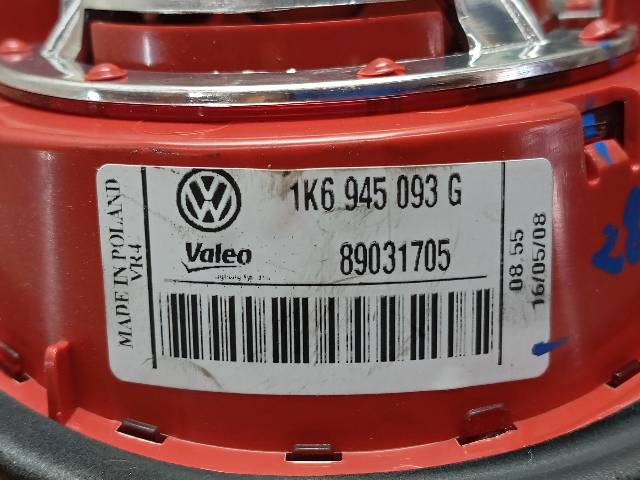 MADE IN POLAND
VR4
1K6 945 093 G
Valeo
89031705
08.55
16/05/08